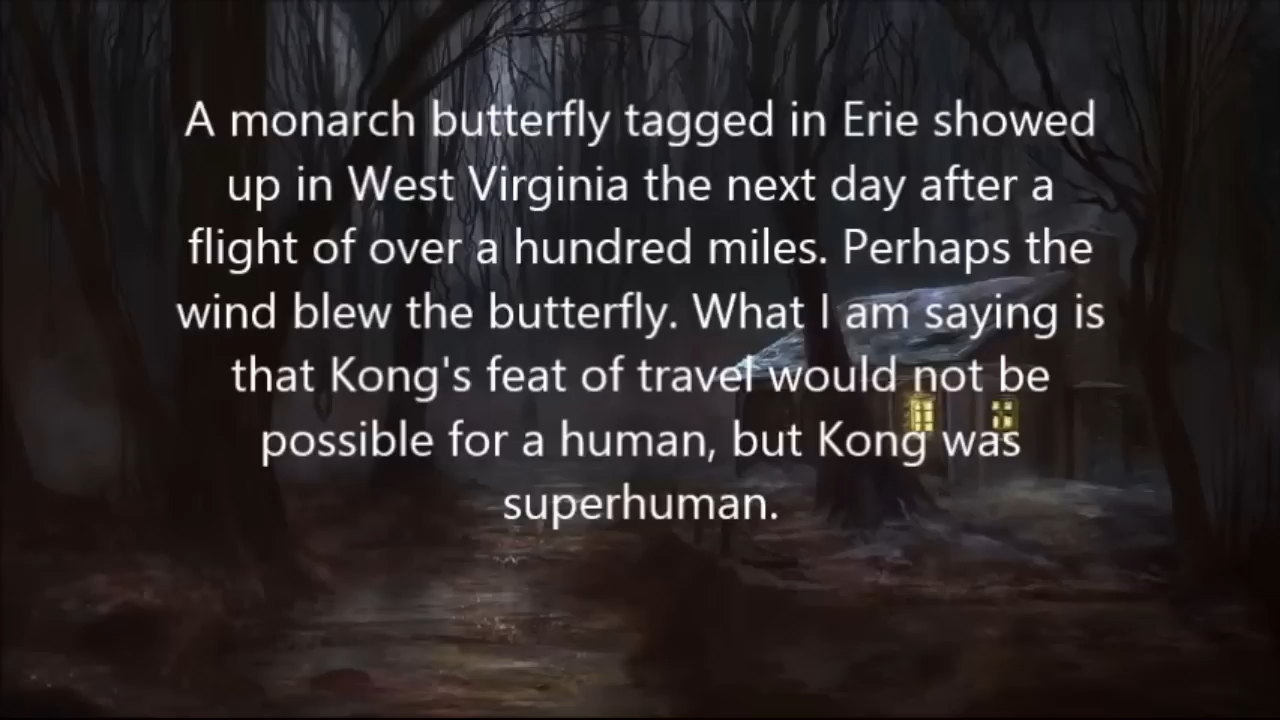 A monarch butterfly tagged in Erie showed
up in West Virginia the next day after a
flight of over a hundred miles. Perhaps the
wind blew the butterfly. What I am saying is
that Kong's feat of travel would not be
possible for a human, but Kong was
superhuman.